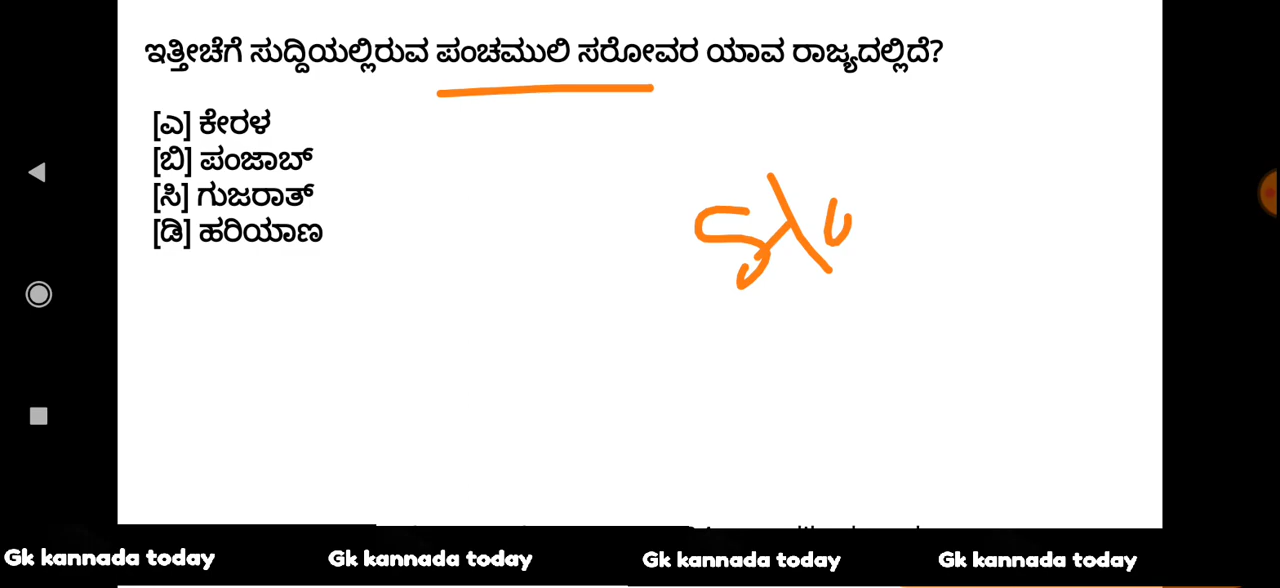 ಇತ್ತೀಚೆಗೆ ಸುದ್ದಿಯಲ್ಲಿರುವ ಪಂಚಮುಲಿ ಸರೋವರ ಯಾವ ರಾಜ್ಯದಲ್ಲಿದೆ?
[ಎ] ಕೇರಳ
[ಬಿ] ಪಂಜಾಬ್
[ಸಿ] ಗುಜರಾತ್
[ಡಿ] ಹರಿಯಾಣ
Gk kannada today Gk kannada today Gk kannada today Gk kannada today